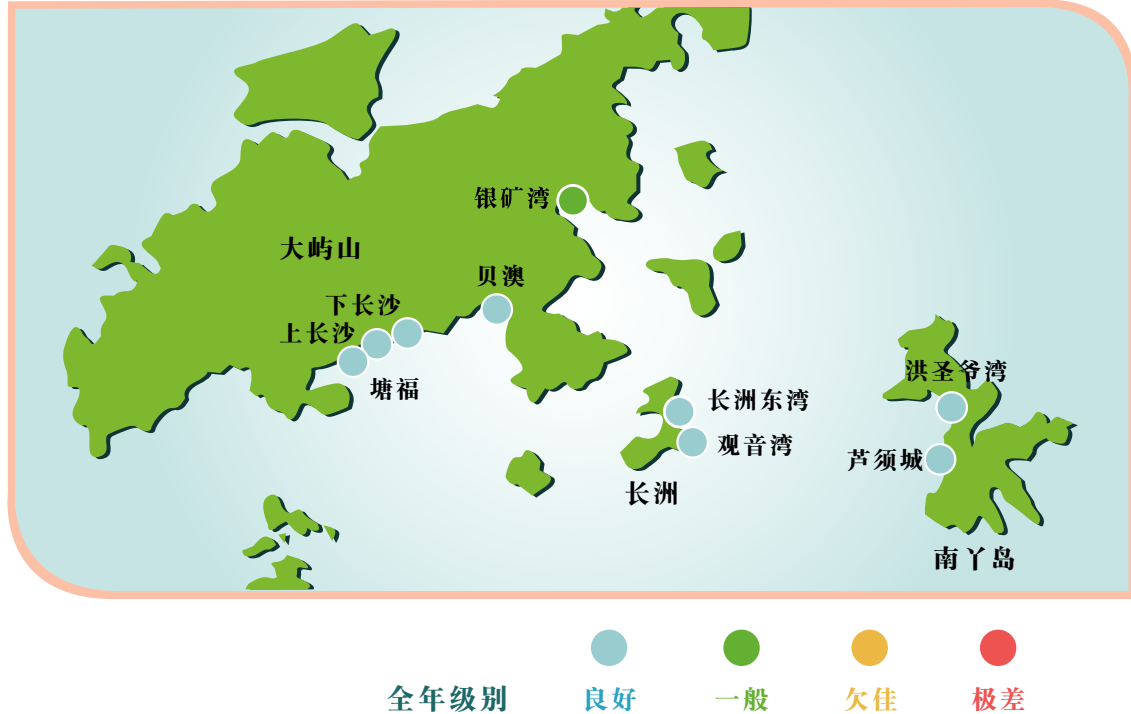 银矿湾
大屿山
贝澳
下长沙
上长沙
洪圣爷湾
塘福
长洲东湾
观音湾
芦须城
长洲
南丫岛
全年级别
良好
一般
欠佳
极差